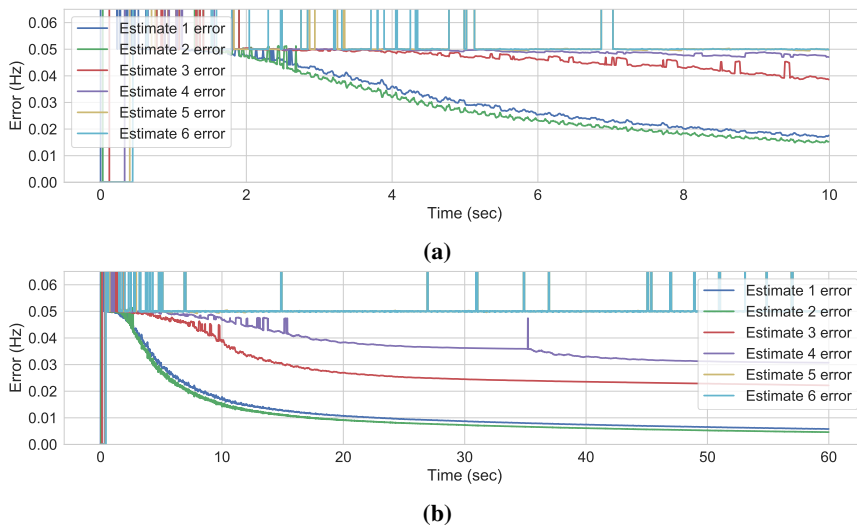 0.06
0.05
0.04
0.03
0.02
0.01
0.00
Error (Hz)
Estimate 1 error
Estimate 2 error
Estimate 3 error
Estimate 4 error
Estimate 5 error
Estimate 6 error
0 2 4 6 8 10
Time (sec)
(a)
0.06
0.05
0.04
0.03
0.02
0.01
0.00
Error (Hz)
Estimate 1 error
Estimate 2 error
Estimate 3 error
Estimate 4 error
Estimate 5 error
Estimate 6 error
0 10 20 30 40 50 60
Time (sec)
(b)